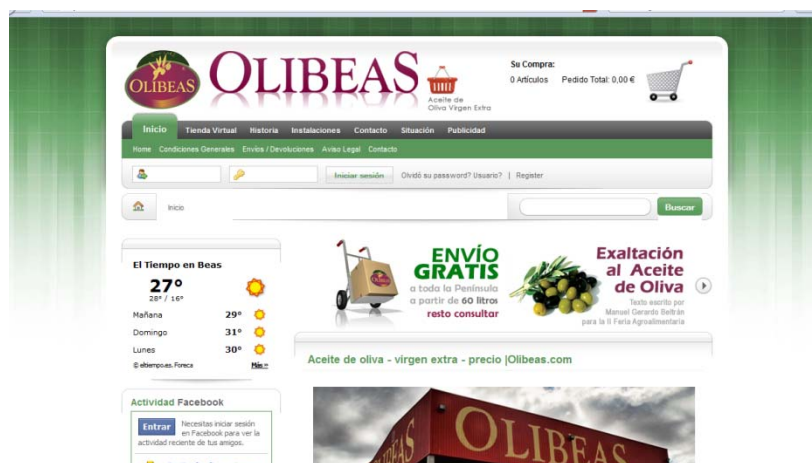 OLIBEAS
OLIBEAS
Aceite de
Oliva Virgen Extra
Su Compra:
0 Artículos Pedido Total: 0,00 €
Inicio Tienda Virtual Historia Instalaciones Contacto Situación Publicidad
Home Condiciones Generales Envíos / Devoluciones Aviso Legal Contacto
Iniciar sesión Olvidó su password? Usuario? | Register
Inicio
Buscar
El Tiempo en Beas
27º
28º / 16º
Mañana 29º
Domingo 31º
Lunes 30º
© eltiempo.es. Foreca Más »
ENVÍO
GRATIS
a toda la Península
a partir de 60 litros
resto consultar
Exaltación
al Aceite
de Oliva
Texto escrito por
Manuel Gerardo Beltrán
para la II Feria Agroalimentaria
Aceite de oliva - virgen extra - precio |Olibeas.com
OLIBEAS
Actividad Facebook
Entrar
Necesitas iniciar sesión
en Facebook para ver la
actividad reciente de tus amigos.